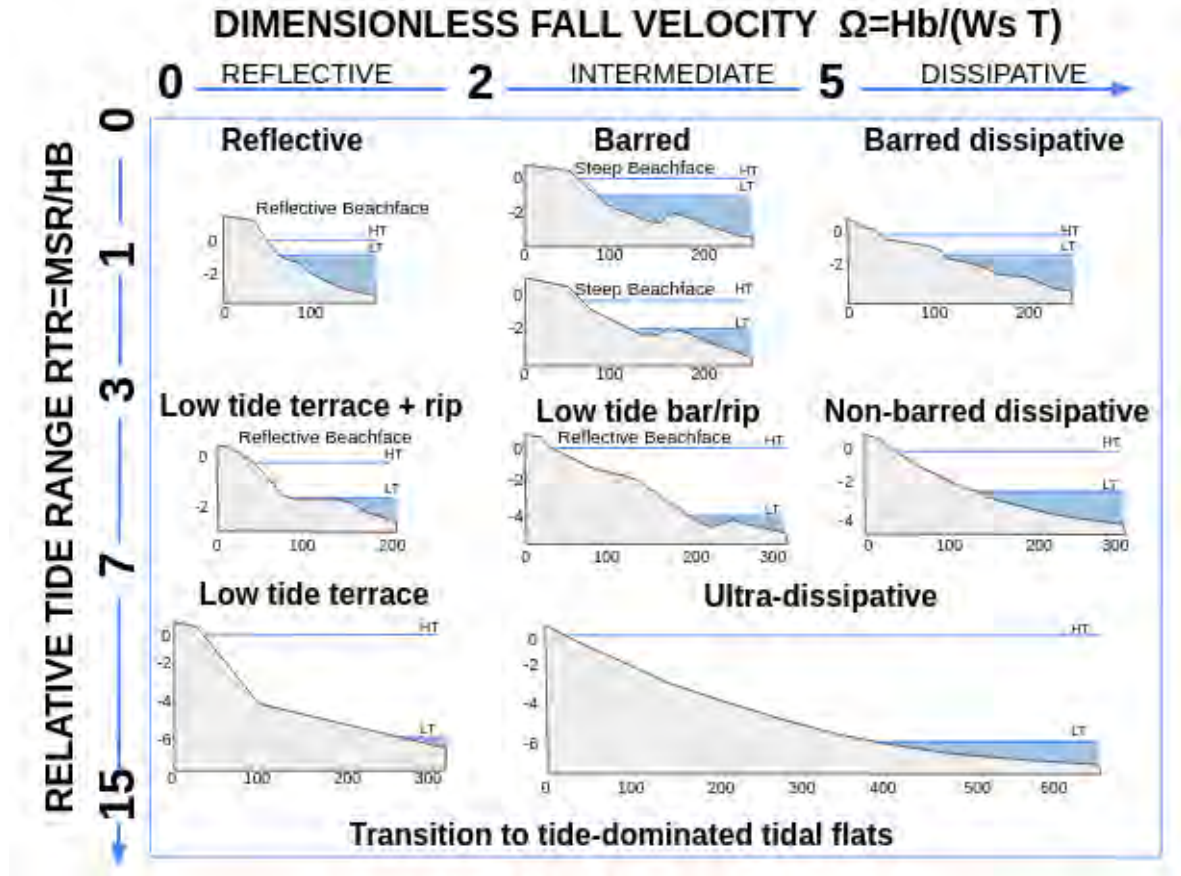 DIMENSIONLESS FALL VELOCITY Ω=Hb/(Ws T)
0 REFLECTIVE 2 INTERMEDIATE 5 DISSIPATIVE
RELATIVE TIDE RANGE RTR=MSR/HB
0
1
3
7
15
Reflective
Reflective Beachface
HT
LT
0
-2
0 100
Barred
Steep Beachface HT
LT
0
-2
0 100 200
Steep Beachface HT
LT
0
-2
0 100 200
Barred dissipative
HT
LT
0
-2
0 100 200
Low tide terrace + rip
Reflective Beachface
HT
LT
0
-2
0 100 200
Low tide bar/rip
Reflective Beachface HT
LT
0
-2
-4
0 100 200 300
Non-barred dissipative
HT
LT
0
-2
-4
0 100 200 300
Low tide terrace
HT
LT
0
-2
-4
-6
0 100 200 300
Ultra-dissipative
HT
LT
0
-2
-4
-6
0 100 200 300 400 500 600
Transition to tide-dominated tidal flats